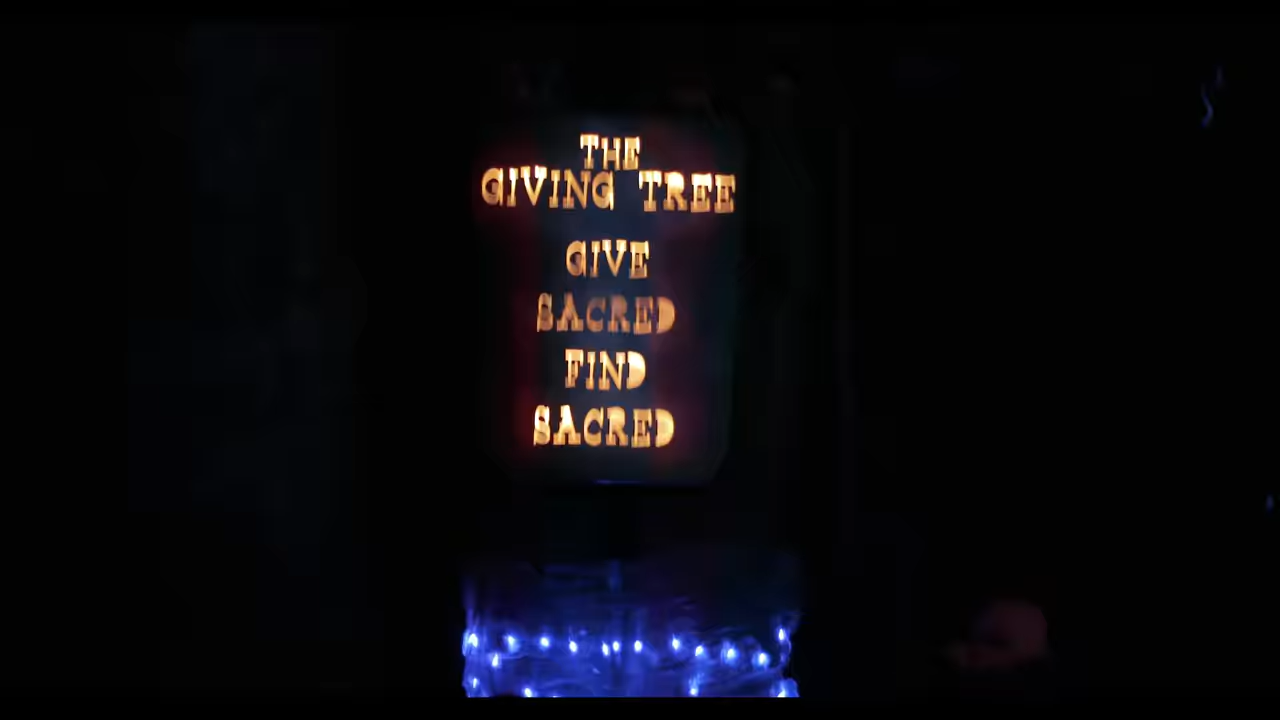 THE
GIVING TREE
GIVE
SACRED
FIND
SACRED